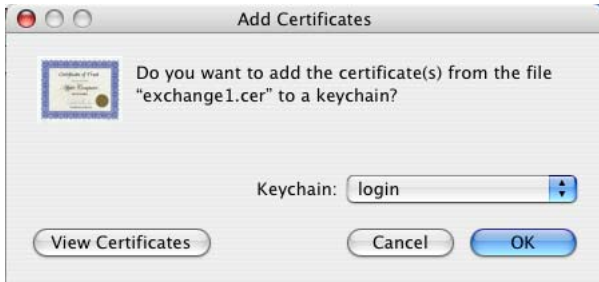 Add Certificates
Do you want to add the certificate(s) from the file
“exchange1.cer” to a keychain?
Keychain: login
View Certificates Cancel OK